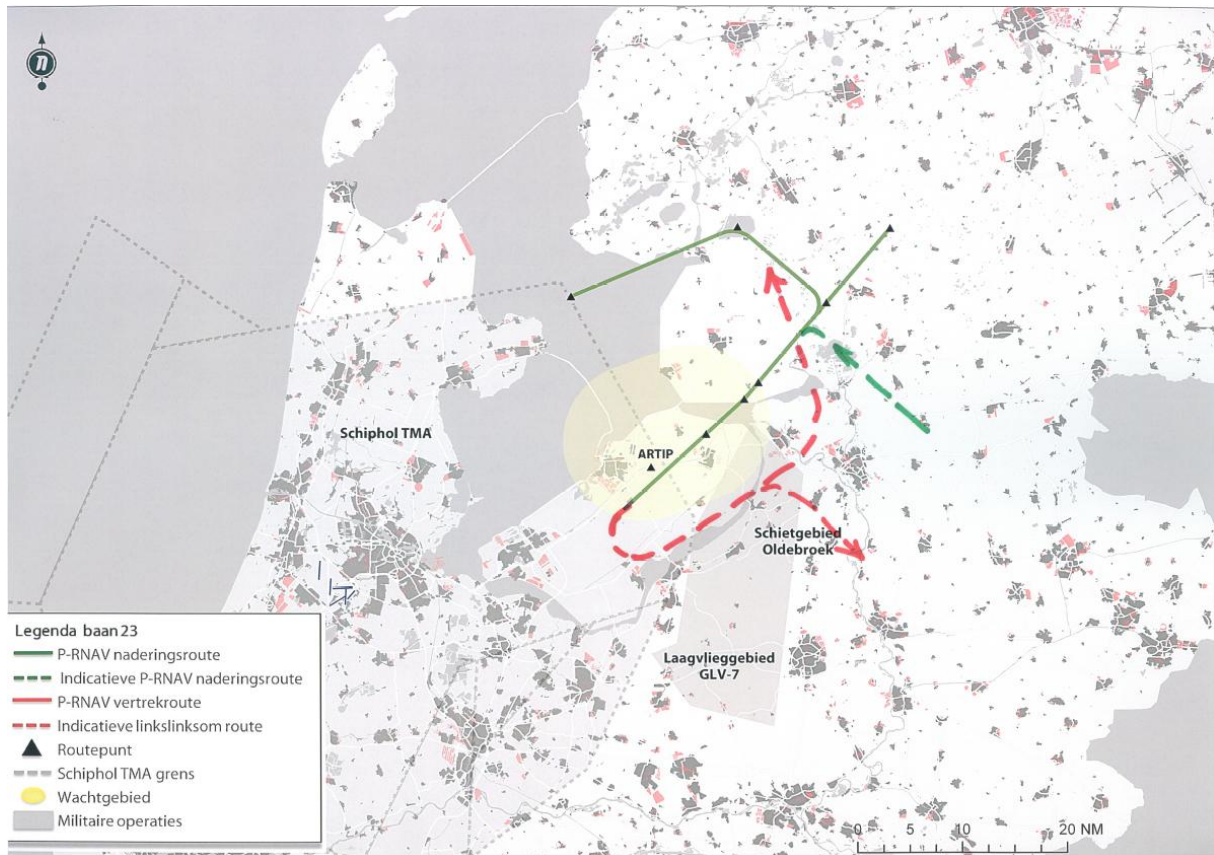 n
Schiphol TMA
ARTIP
Schietgebied
Oldebroek
Laagvlieggebied
GLV-7
Legenda baan 23
P-RNAV naderingsroute
Indicatieve P-RNAV naderingsroute
P-RNAV vertrekroute
Indicatieve linkslinksom route
Routepunt
Schiphol TMA grens
Wachtgebied
Militaire operaties
0 5 10 20 NM